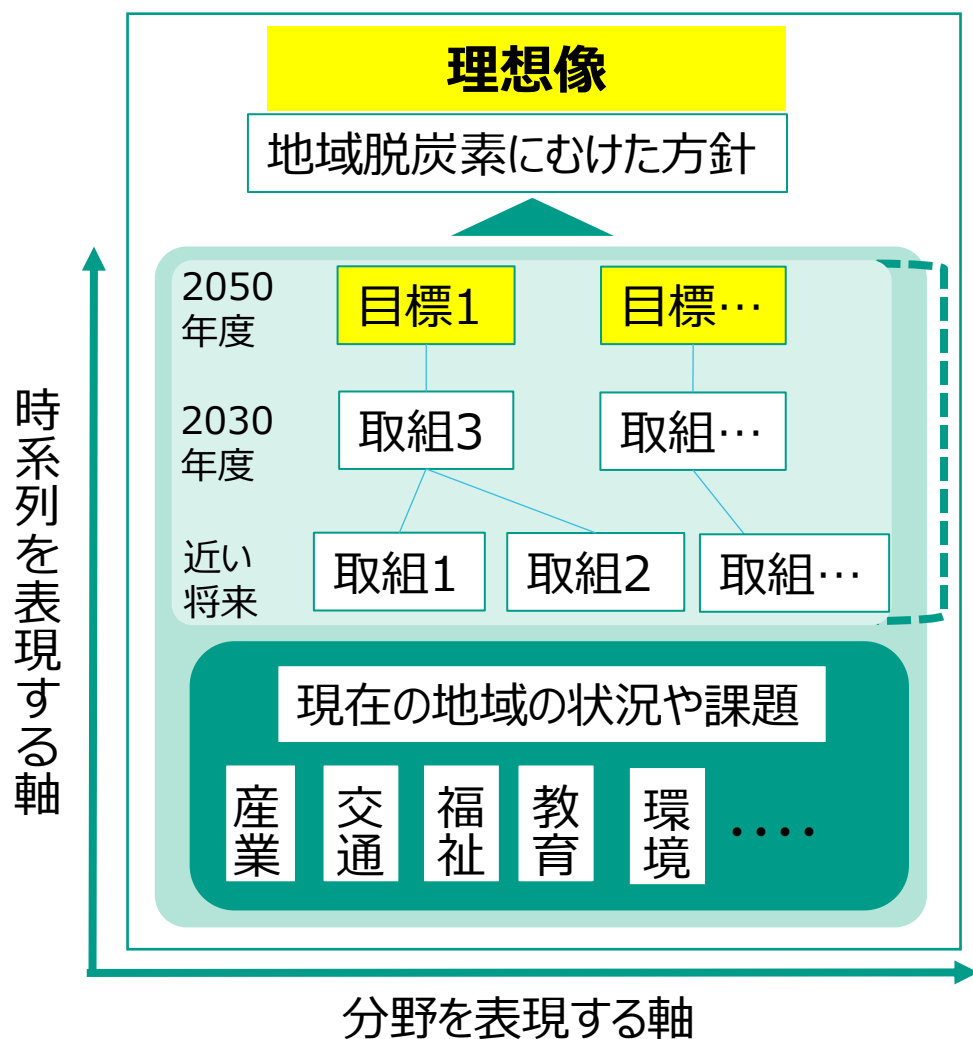 理想像
地域脱炭素にむけた方針
2050
年度
目標1
目標…
2030
年度
取組3
取組…
近い
将来
取組1
取組2
取組…
現在の地域の状況や課題
産業
交通
福祉
教育
環境
････
時系列を表現する軸
分野を表現する軸